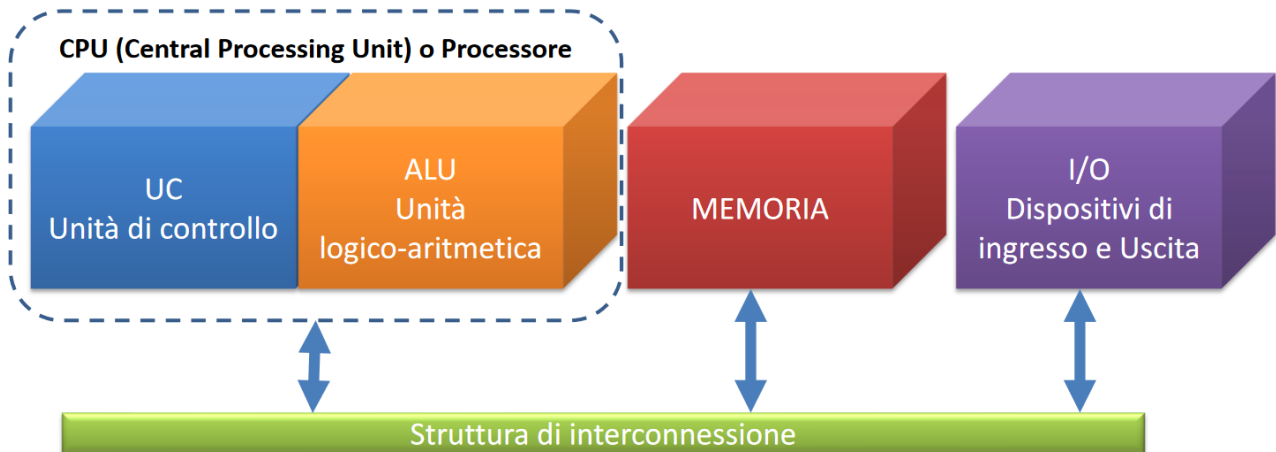 CPU (Central Processing Unit) o Processore
UC
Unità di controllo
ALU
Unità
logico-aritmetica
MEMORIA
I/O
Dispositivi di
ingresso e Uscita
Struttura di interconnessione